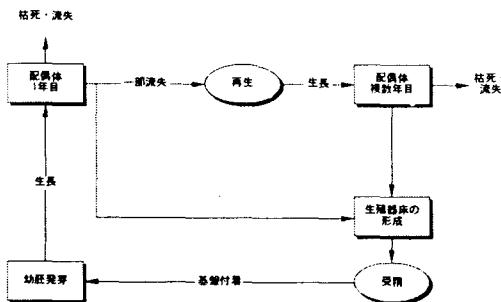 枯死・流失
配偶体
1年目
一部流失
再生
生長
配偶体
複数年目
枯死
流失
生長
生殖器床の
形成
幼胚発芽
基盤付着
受精